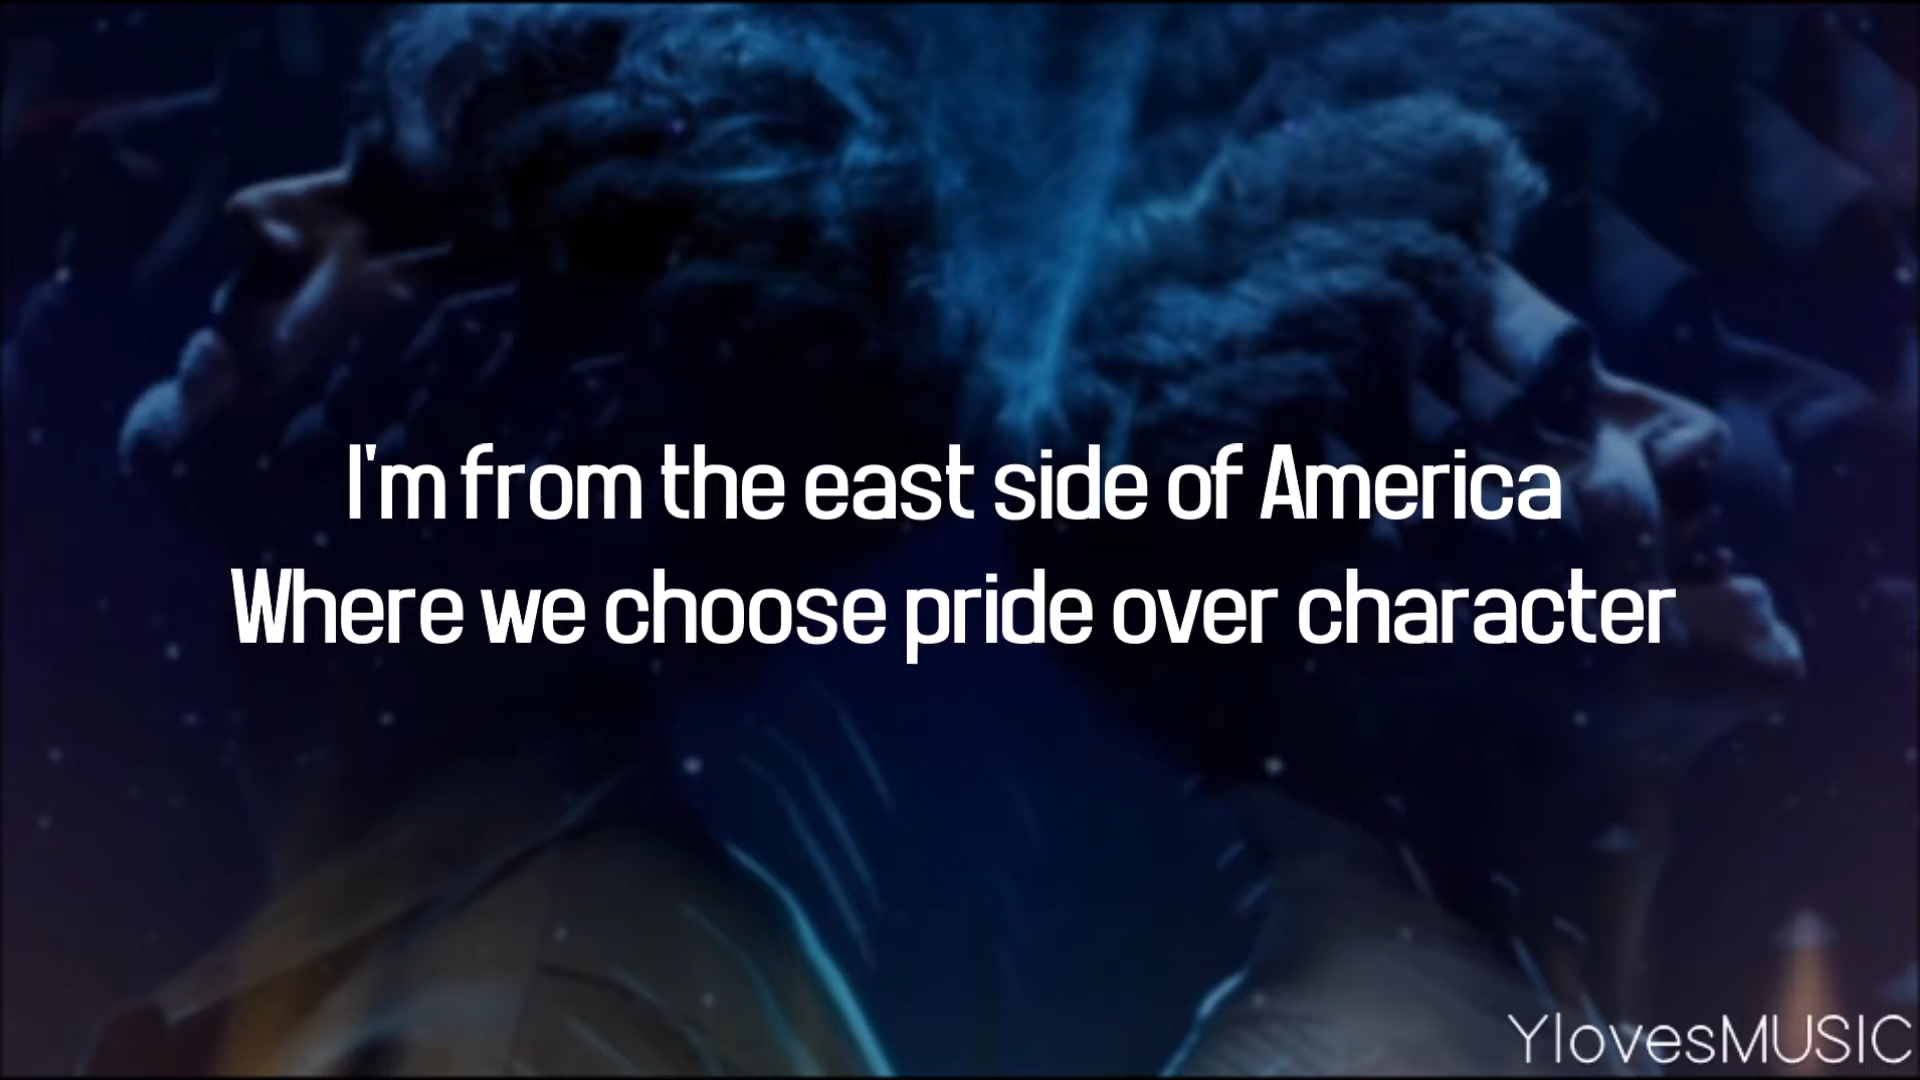 I'm from the east side of America
Where we choose pride over character
YlovesMUSIC